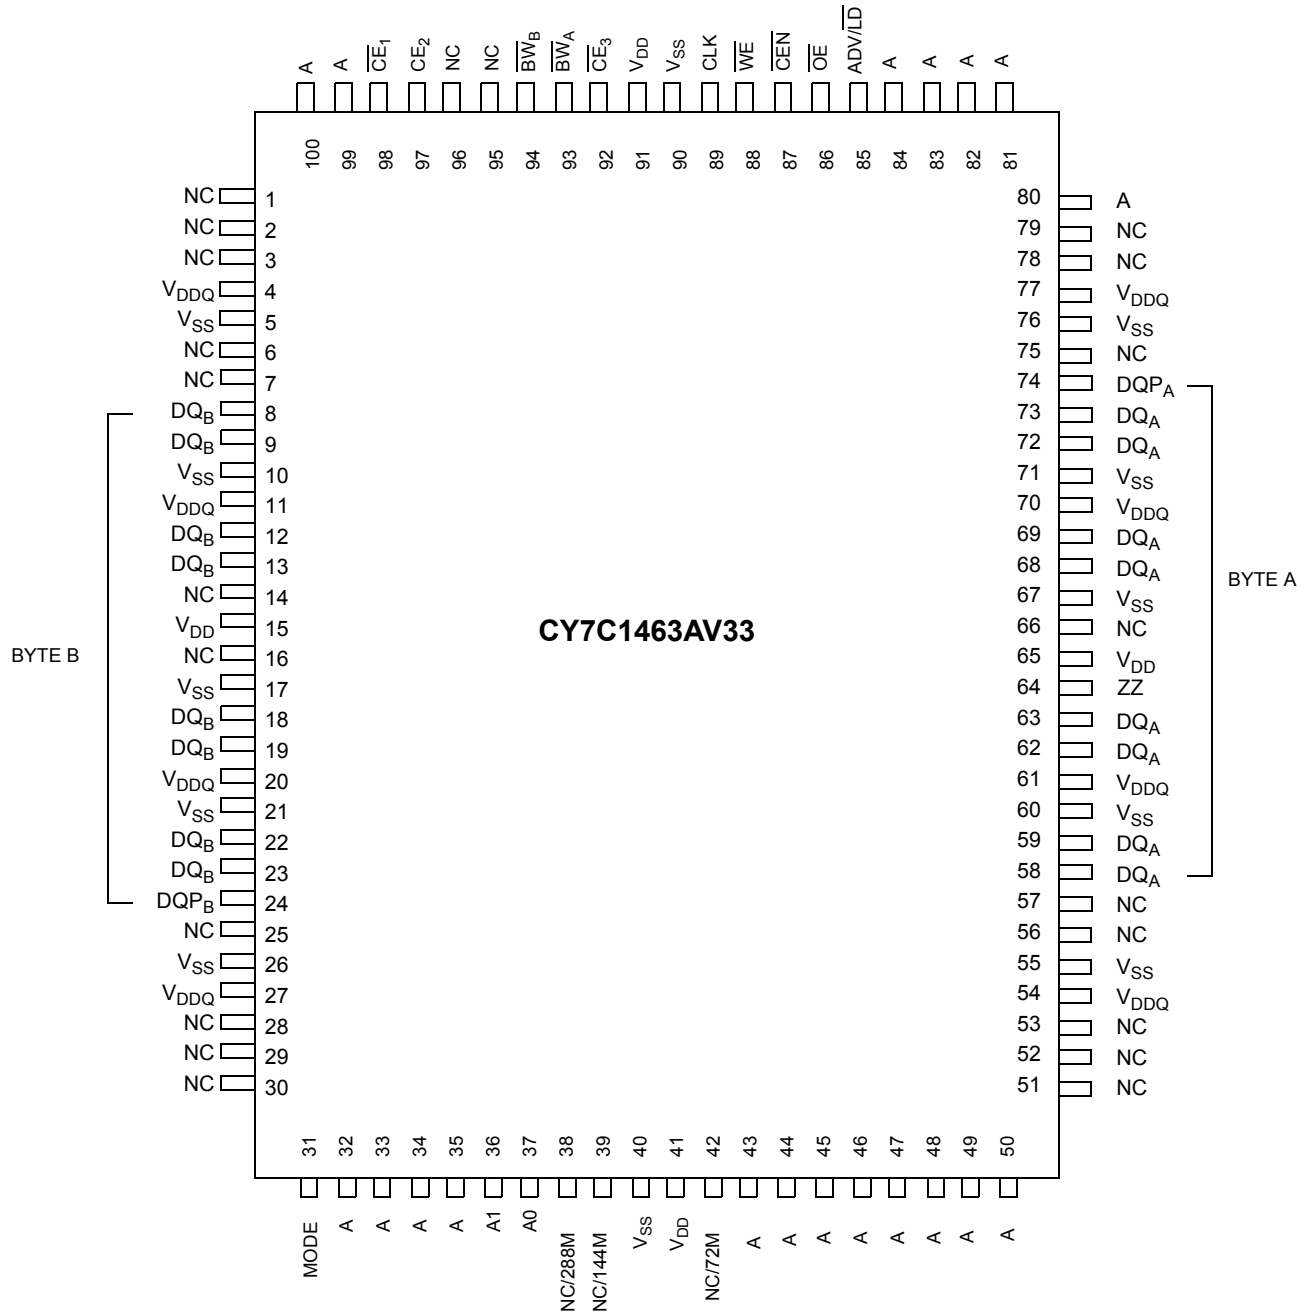 A
A
CE1
CE2
NC
NC
BWB
BWA
CE3
VDD
VSS
CLK
WE
CEN
OE
ADV/LD
A
A
A
A
100
99
98
97
96
95
94
93
92
91
90
89
88
87
86
85
84
83
82
81
NC 1
NC 2
NC 3
VDDQ 4
VSS 5
NC 6
NC 7
DQB 8
DQB 9
VSS 10
VDDQ 11
DQB 12
DQB 13
NC 14
VDD 15
NC 16
VSS 17
DQB 18
DQB 19
VDDQ 20
VSS 21
DQB 22
DQB 23
DQPB 24
NC 25
VSS 26
VDDQ 27
NC 28
NC 29
NC 30
BYTE B
CY7C1463AV33
80 A
79 NC
78 NC
77 VDDQ
76 VSS
75 NC
74 DQPA
73 DQA
72 DQA
71 VSS
70 VDDQ
69 DQA
68 DQA
67 VSS
66 NC
65 VDD
64 ZZ
63 DQA
62 DQA
61 VDDQ
60 VSS
59 DQA
58 DQA
57 NC
56 NC
55 VSS
54 VDDQ
53 NC
52 NC
51 NC
BYTE A
31
32
33
34
35
36
37
38
39
40
41
42
43
44
45
46
47
48
49
50
MODE
A
A
A
A
A1
A0
NC/288M
NC/144M
VSS
VDD
NC/72M
A
A
A
A
A
A
A
A